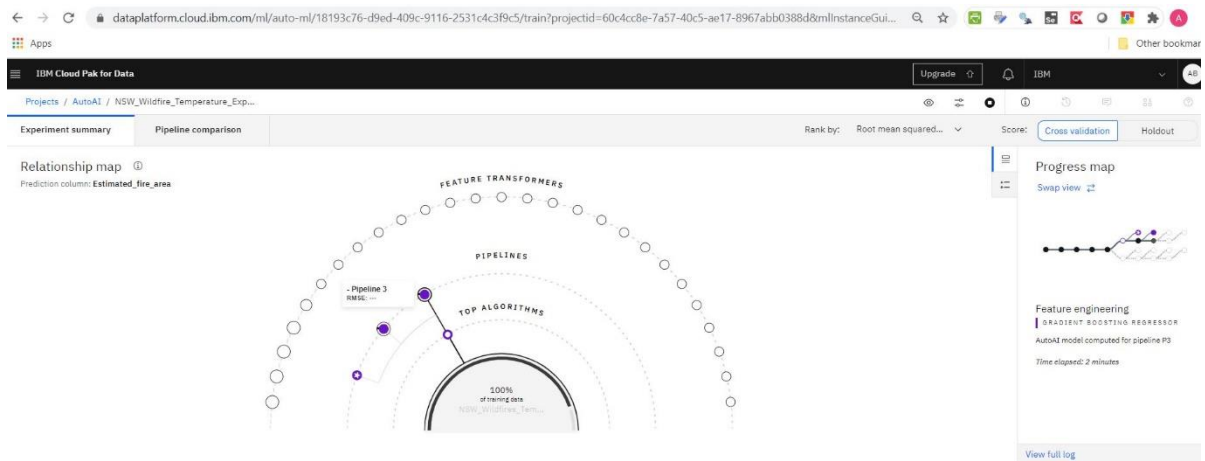 dataplatform.cloud.ibm.com/ml/auto-ml/18193c76-d9ed-409c-9116-2531c4c3f9c5/train?projectid=60c4cc8e-7a57-40c5-ae17-8967abb0388d&mlInstanceGui...
Apps
Other bookmar
IBM Cloud Pak for Data
Upgrade
IBM
AB
Projects / AutoAI / NSW_Wildfire_Temperature_Exp...
Experiment summary
Pipeline comparison
Rank by: Root mean squared...
Score: Cross validation
Holdout
Relationship map
Prediction column: Estimated_fire_area
FEATURE TRANSFORMERS
PIPELINES
- Pipeline 3
RMSE: ---
TOP ALGORITHMS
100%
of training data
NSW_Wildfires_Tem...
Progress map
Swap view
Feature engineering
GRADIENT BOOSTING REGRESSOR
AutoAI model computed for pipeline P3
Time elapsed: 2 minutes
View full log